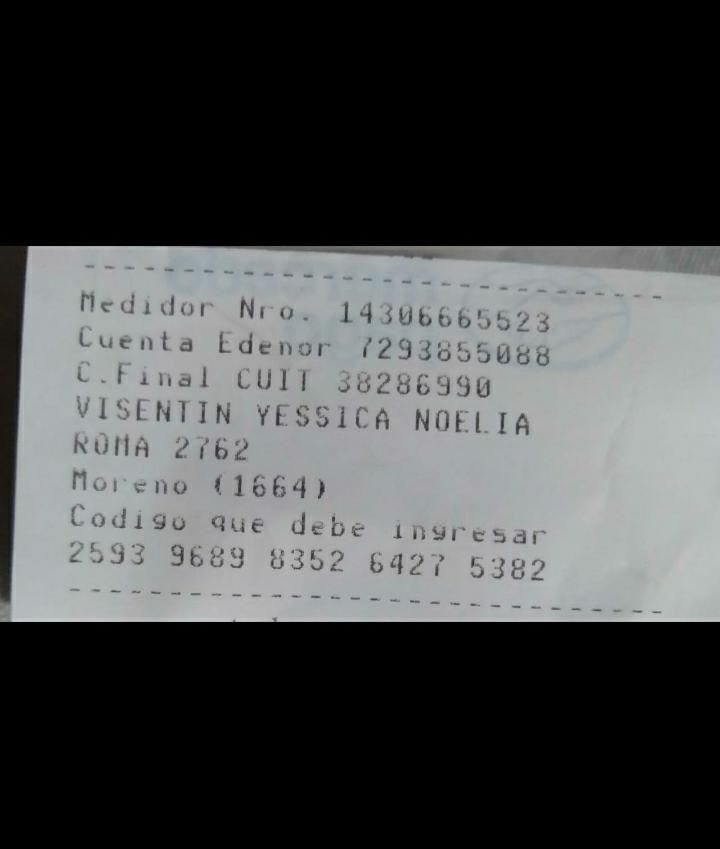 Medidor Nro. 14306665523
Cuenta Edenor 7293855088
C.Final CUIT 38286990
VISENTIN YESSICA NOELIA
ROMA 2762
Moreno (1664)
Codigo que debe ingresar
2593 9689 8352 6427 5382